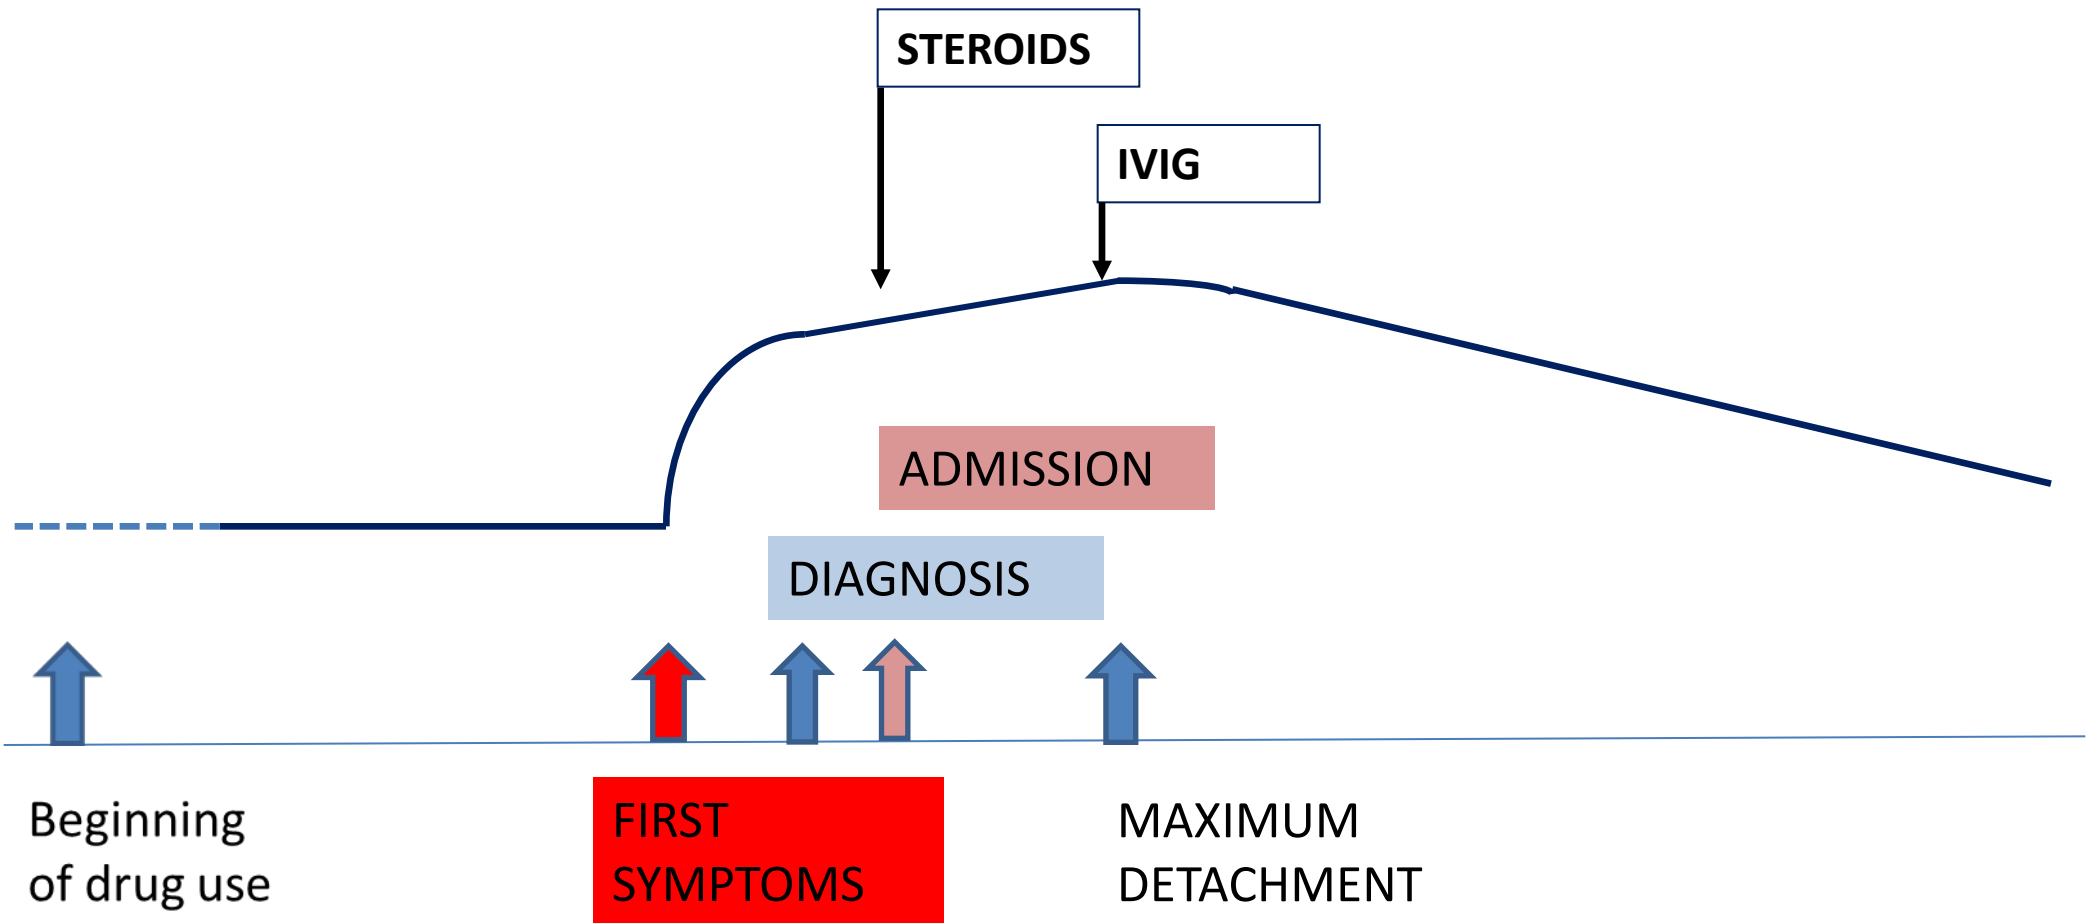 STEROIDS
IVIG
ADMISSION
DIAGNOSIS
Beginning
of drug use
FIRST
SYMPTOMS
MAXIMUM
DETACHMENT